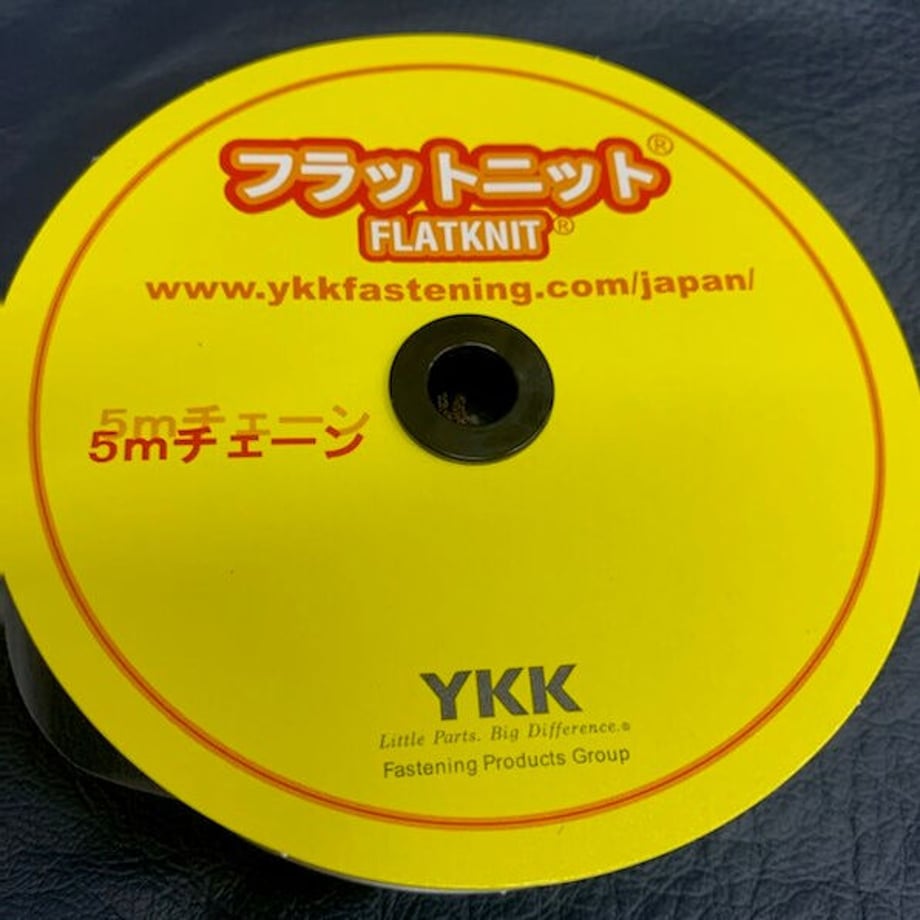 フラットニット®
FLATKNIT®
www.ykkfastening.com/japan/
5mチェーン
5mチェーン
YKK
Little Parts. Big Difference.®
Fastening Products Group